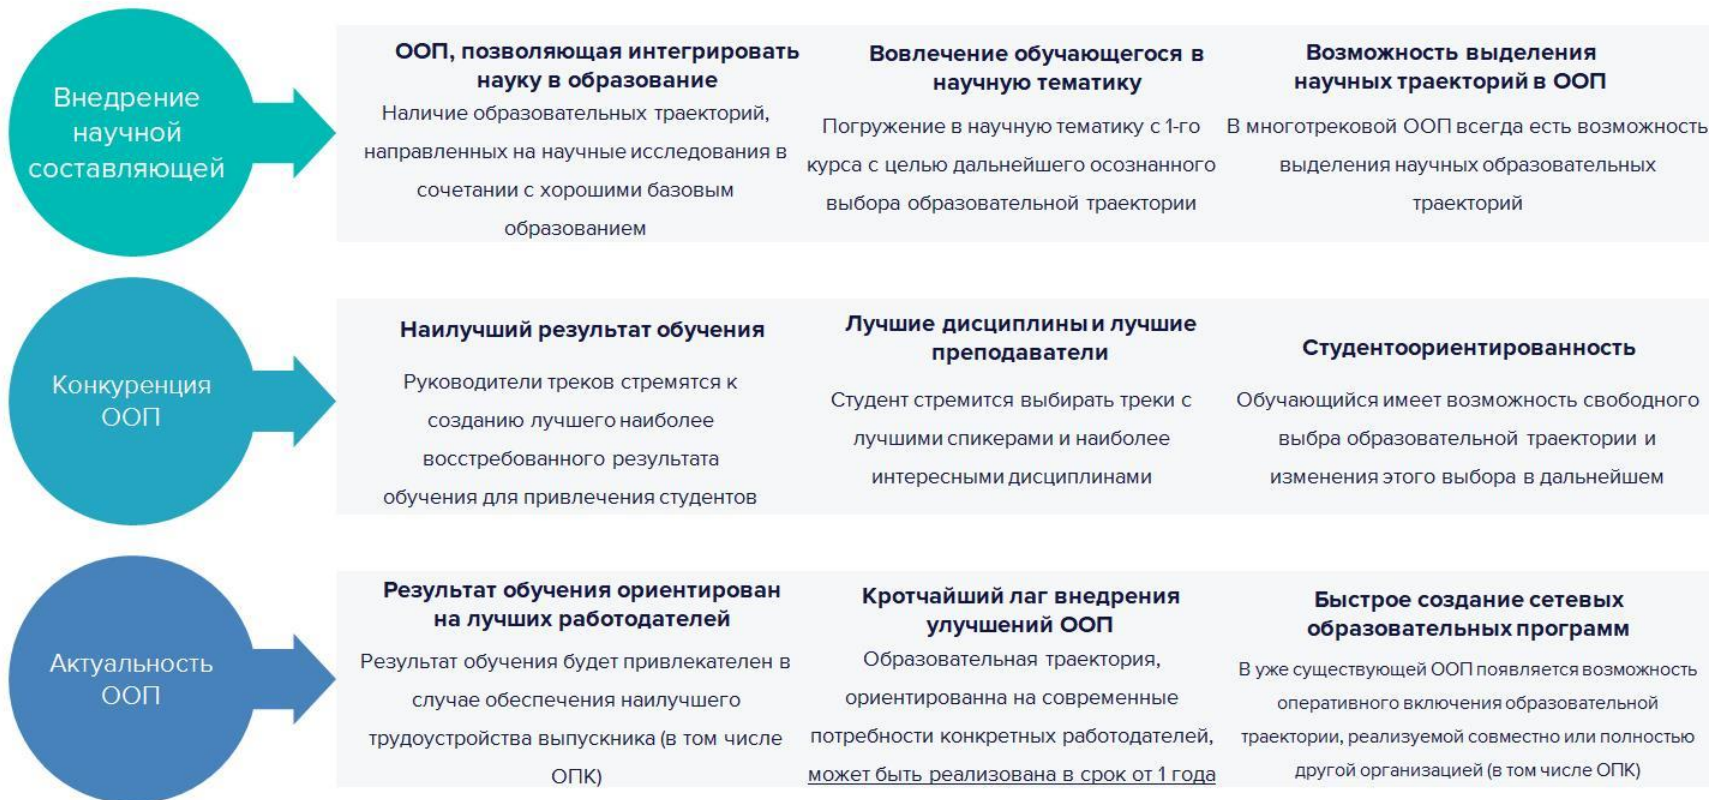 Внедрение
научной
составляющей
ООП, позволяющая интегрировать
науку в образование
Наличие образовательных траекторий,
направленных на научные исследования в
сочетании с хорошими базовым
образованием
Вовлечение обучающегося в
научную тематику
Погружение в научную тематику с 1-го
курса с целью дальнейшего осознанного
выбора образовательной траектории
Возможность выделения
научных траекторий в ООП
В многотрековой ООП всегда есть возможность
выделения научных образовательных
траекторий
Конкуренция
ООП
Наилучший результат обучения
Руководители треков стремятся к
созданию лучшего наиболее
восстребованного результата
обучения для привлечения студентов
Лучшие дисциплины и лучшие
преподаватели
Студент стремится выбирать треки с
лучшими спикерами и наиболее
интересными дисциплинами
Студентоориентированность
Обучающийся имеет возможность свободного
выбра образовательной траектории и
изменения этого выбора в дальнейшем
Актуальность
ООП
Результат обучения ориентирован
на лучших работодателей
Результат обучения будет привлекателен в
случае обеспечения наилучшего
трудоустройства выпускника (в том числе
ОПК)
Кротчайший лаг внедрения
улучшений ООП
Образовательная траектория,
ориентированна на современные
потребности конкретных работодателей,
может быть реализована в срок от 1 года
Быстрое создание сетевых
образовательных программ
В уже существующей ООП появляется возможность
оперативного включения образовательной
траектории, реализуемой совместно или полностью
другой организацией (в том числе ОПК)